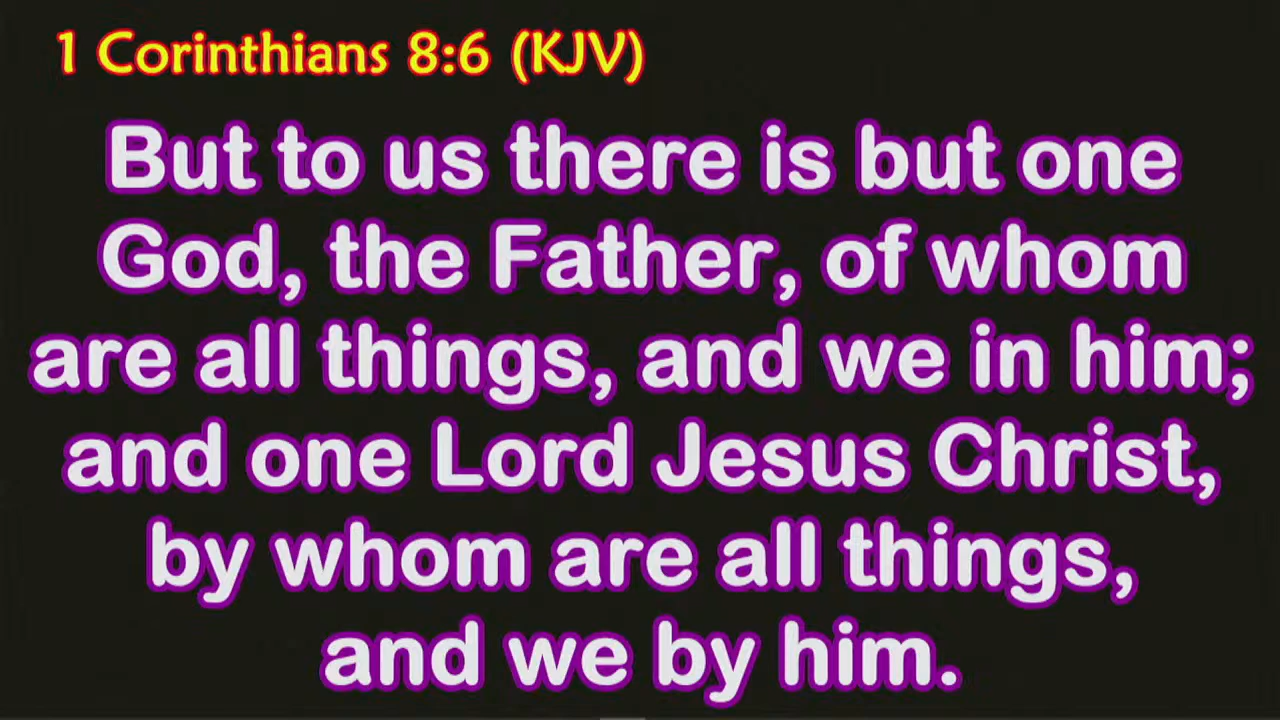 1 Corinthians 8:6 (KJV)
But to us there is but one
God, the Father, of whom
are all things, and we in him;
and one Lord Jesus Christ,
by whom are all things,
and we by him.